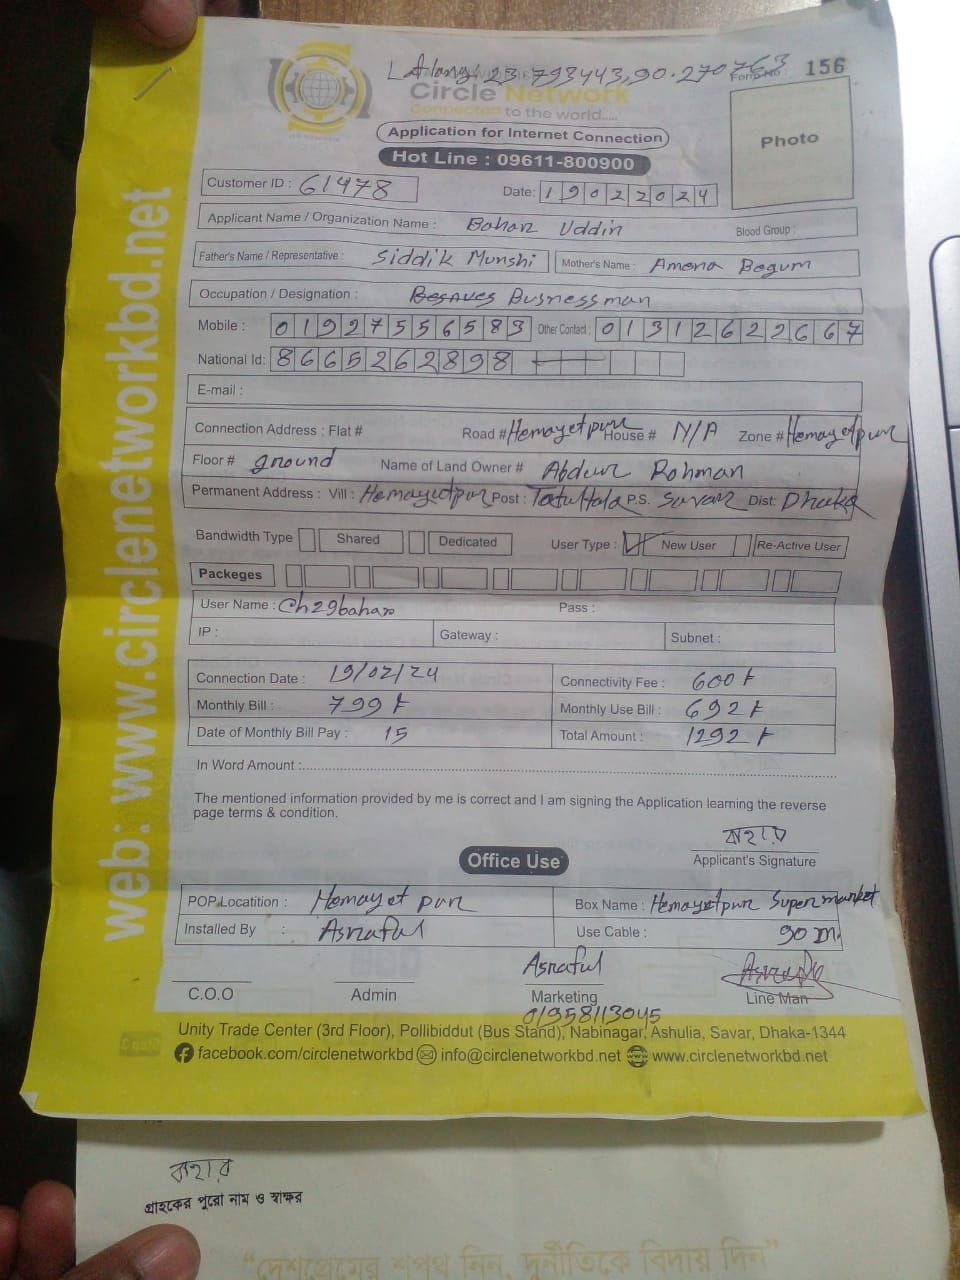 Lat/long: 23.793443,90.270763
Form No : 156
Circle Network
Connected to the world.....
Application for Internet Connection
Hot Line : 09611-800900
Photo
Customer ID : 61478
Date: 19022024
Applicant Name / Organization Name : Bahar Uddin
Blood Group :
Father's Name / Representative : Siddik Munshi Mother's Name : Amena Begum
Occupation / Designation : Busnessman
Mobile : 01927556583 Other Contact : 01312622667
National Id: 8665262898
E-mail :
Connection Address : Flat # Road # Hemayetpur House # N/A Zone # Hemayetpur
Floor # ground Name of Land Owner # Abdur Rohman
Permanent Address : Vill : Hemayedpur Post : P.S. Savar Dist: Dhaka
Bandwidth Type Shared Dedicated User Type : New User Re-Active User
Packeges
User Name : Ch29bahar Pass :
IP : Gateway : Subnet :
Connection Date : 19/02/24 Connectivity Fee : 600 ৳
Monthly Bill : 799 ৳ Monthly Use Bill : 692 ৳
Date of Monthly Bill Pay : 15 Total Amount : 1292 ৳
In Word Amount :
The mentioned information provided by me is correct and I am signing the Application learning the reverse
page terms & condition.
বাহার
Applicant's Signature
Office Use
POP Locatition : Hemayet pur Box Name : Hemayetpur Super market
Installed By : Asraful Use Cable : 90 m
Asraful
C.O.O Admin Marketing Line Man
01958113045
Unity Trade Center (3rd Floor), Pollibiddut (Bus Stand), Nabinagar, Ashulia, Savar, Dhaka-1344
facebook.com/circlenetworkbd info@circlenetworkbd.net www.circlenetworkbd.net
web: www.circlenetworkbd.net
বাহার
গ্রাহকের পুরো নাম ও স্বাক্ষর
“দেশপ্রেমের শপথ নিন, দুর্নীতিকে বিদায় দিন”